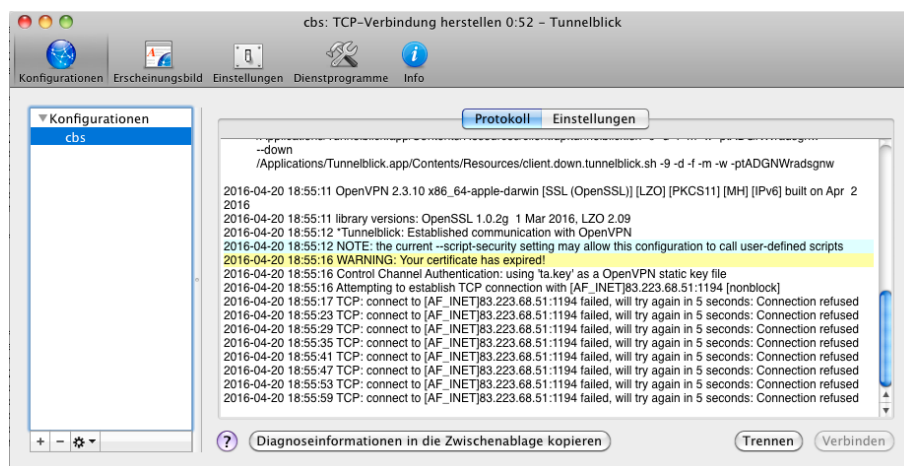 cbs: TCP-Verbindung herstellen 0:52 – Tunnelblick
Konfigurationen Erscheinungsbild Einstellungen Dienstprogramme Info
Konfigurationen
cbs
Protokoll Einstellungen
--down
/Applications/Tunnelblick.app/Contents/Resources/client.down.tunnelblick.sh -9 -d -f -m -w -ptADGNWradsgnw
2016-04-20 18:55:11 OpenVPN 2.3.10 x86_64-apple-darwin [SSL (OpenSSL)] [LZO] [PKCS11] [MH] [IPv6] built on Apr 2
2016
2016-04-20 18:55:11 library versions: OpenSSL 1.0.2g 1 Mar 2016, LZO 2.09
2016-04-20 18:55:12 *Tunnelblick: Established communication with OpenVPN
2016-04-20 18:55:12 NOTE: the current --script-security setting may allow this configuration to call user-defined scripts
2016-04-20 18:55:16 WARNING: Your certificate has expired!
2016-04-20 18:55:16 Control Channel Authentication: using 'ta.key' as a OpenVPN static key file
2016-04-20 18:55:16 Attempting to establish TCP connection with [AF_INET]83.223.68.51:1194 [nonblock]
2016-04-20 18:55:17 TCP: connect to [AF_INET]83.223.68.51:1194 failed, will try again in 5 seconds: Connection refused
2016-04-20 18:55:23 TCP: connect to [AF_INET]83.223.68.51:1194 failed, will try again in 5 seconds: Connection refused
2016-04-20 18:55:29 TCP: connect to [AF_INET]83.223.68.51:1194 failed, will try again in 5 seconds: Connection refused
2016-04-20 18:55:35 TCP: connect to [AF_INET]83.223.68.51:1194 failed, will try again in 5 seconds: Connection refused
2016-04-20 18:55:41 TCP: connect to [AF_INET]83.223.68.51:1194 failed, will try again in 5 seconds: Connection refused
2016-04-20 18:55:47 TCP: connect to [AF_INET]83.223.68.51:1194 failed, will try again in 5 seconds: Connection refused
2016-04-20 18:55:53 TCP: connect to [AF_INET]83.223.68.51:1194 failed, will try again in 5 seconds: Connection refused
2016-04-20 18:55:59 TCP: connect to [AF_INET]83.223.68.51:1194 failed, will try again in 5 seconds: Connection refused
? Diagnoseinformationen in die Zwischenablage kopieren Trennen Verbinden